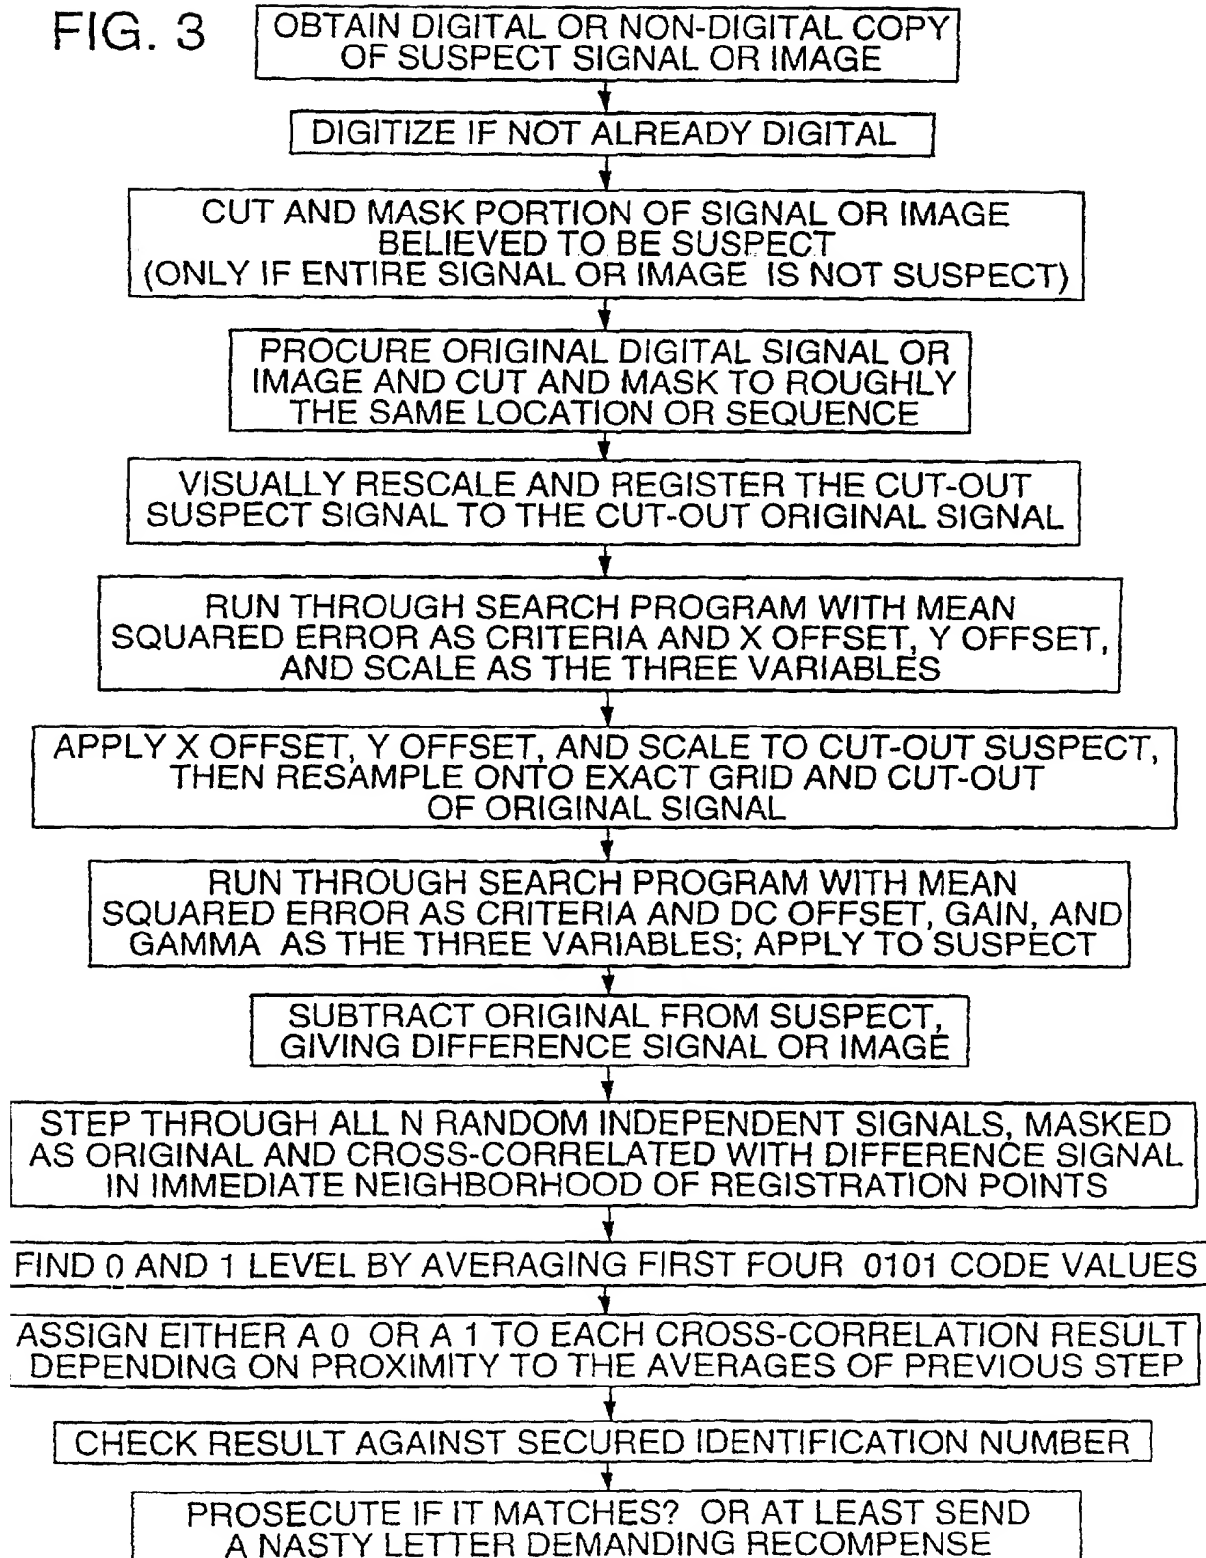 FIG. 3
OBTAIN DIGITAL OR NON-DIGITAL COPY
OF SUSPECT SIGNAL OR IMAGE
DIGITIZE IF NOT ALREADY DIGITAL
CUT AND MASK PORTION OF SIGNAL OR IMAGE
BELIEVED TO BE SUSPECT
(ONLY IF ENTIRE SIGNAL OR IMAGE IS NOT SUSPECT)
PROCURE ORIGINAL DIGITAL SIGNAL OR
IMAGE AND CUT AND MASK TO ROUGHLY
THE SAME LOCATION OR SEQUENCE
VISUALLY RESCALE AND REGISTER THE CUT-OUT
SUSPECT SIGNAL TO THE CUT-OUT ORIGINAL SIGNAL
RUN THROUGH SEARCH PROGRAM WITH MEAN
SQUARED ERROR AS CRITERIA AND X OFFSET, Y OFFSET,
AND SCALE AS THE THREE VARIABLES
APPLY X OFFSET, Y OFFSET, AND SCALE TO CUT-OUT SUSPECT,
THEN RESAMPLE ONTO EXACT GRID AND CUT-OUT
OF ORIGINAL SIGNAL
RUN THROUGH SEARCH PROGRAM WITH MEAN
SQUARED ERROR AS CRITERIA AND DC OFFSET, GAIN, AND
GAMMA AS THE THREE VARIABLES; APPLY TO SUSPECT
SUBTRACT ORIGINAL FROM SUSPECT,
GIVING DIFFERENCE SIGNAL OR IMAGE
STEP THROUGH ALL N RANDOM INDEPENDENT SIGNALS, MASKED
AS ORIGINAL AND CROSS-CORRELATED WITH DIFFERENCE SIGNAL
IN IMMEDIATE NEIGHBORHOOD OF REGISTRATION POINTS
FIND 0 AND 1 LEVEL BY AVERAGING FIRST FOUR 0101 CODE VALUES
ASSIGN EITHER A 0 OR A 1 TO EACH CROSS-CORRELATION RESULT
DEPENDING ON PROXIMITY TO THE AVERAGES OF PREVIOUS STEP
CHECK RESULT AGAINST SECURED IDENTIFICATION NUMBER
PROSECUTE IF IT MATCHES? OR AT LEAST SEND
A NASTY LETTER DEMANDING RECOMPENSE